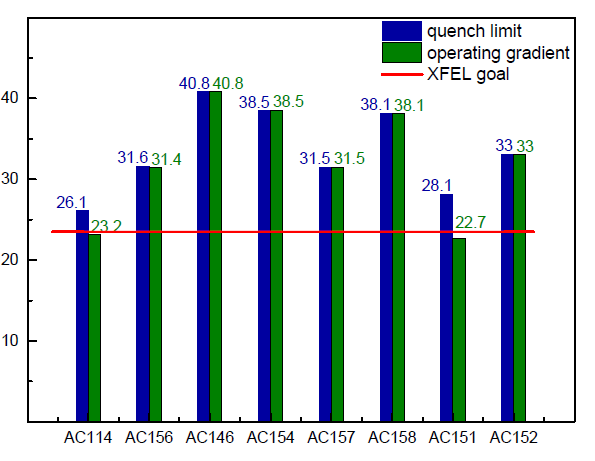 quench limit
operating gradient
XFEL goal
40
30
20
10
26.1 23.2 31.6 31.4 40.8 40.8 38.5 38.5 31.5 31.5 38.1 38.1 28.1 22.7 33 33
AC114 AC156 AC146 AC154 AC157 AC158 AC151 AC152